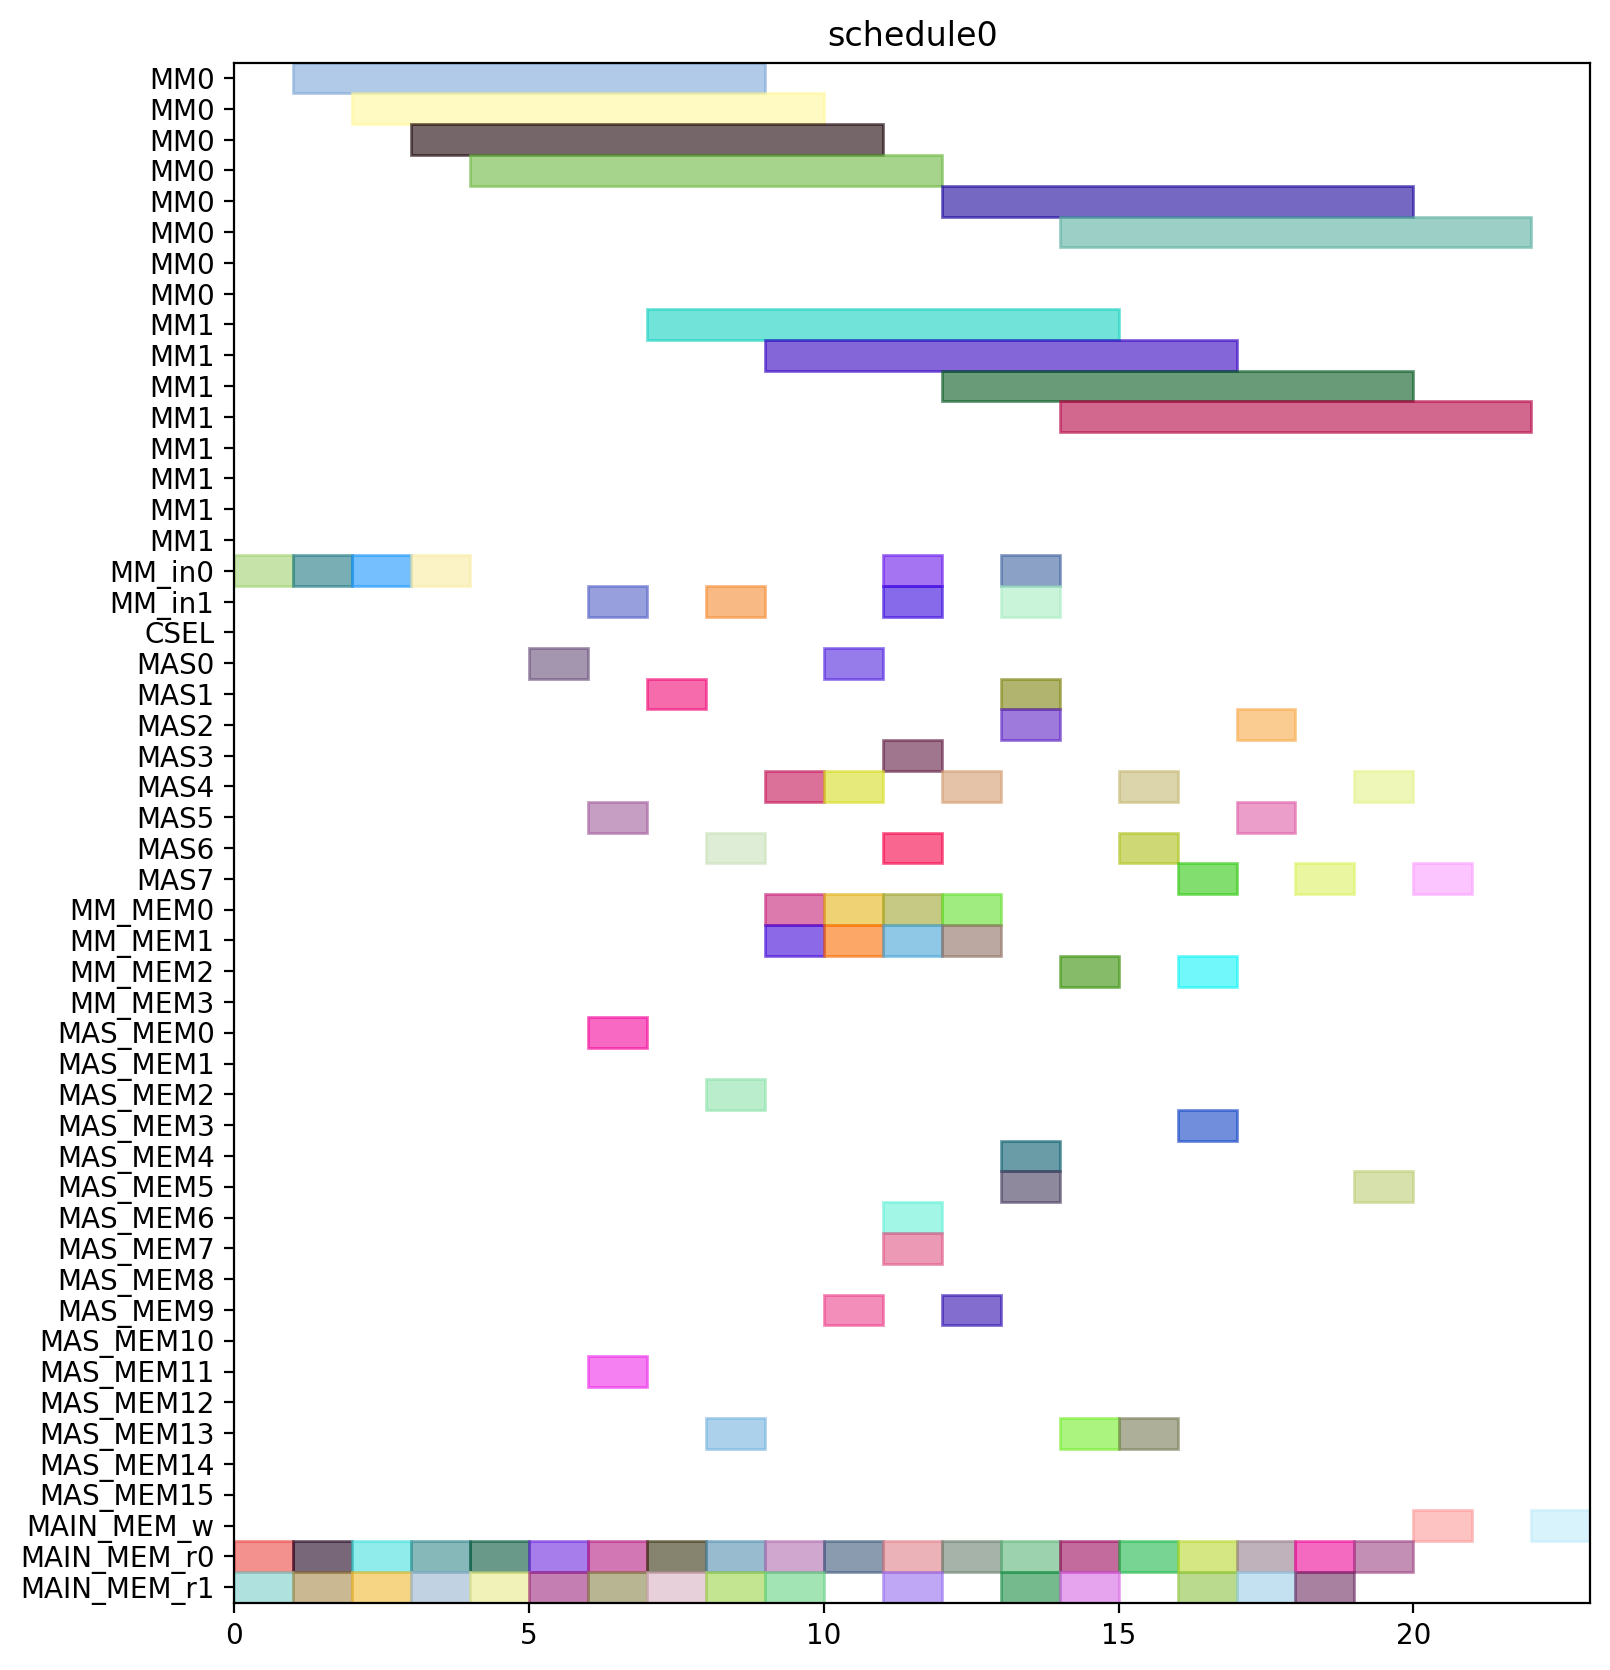 schedule0
MM0
MM0
MM0
MM0
MM0
MM0
MM0
MM0
MM1
MM1
MM1
MM1
MM1
MM1
MM1
MM1
MM_in0
MM_in1
CSEL
MAS0
MAS1
MAS2
MAS3
MAS4
MAS5
MAS6
MAS7
MM_MEM0
MM_MEM1
MM_MEM2
MM_MEM3
MAS_MEM0
MAS_MEM1
MAS_MEM2
MAS_MEM3
MAS_MEM4
MAS_MEM5
MAS_MEM6
MAS_MEM7
MAS_MEM8
MAS_MEM9
MAS_MEM10
MAS_MEM11
MAS_MEM12
MAS_MEM13
MAS_MEM14
MAS_MEM15
MAIN_MEM_w
MAIN_MEM_r0
MAIN_MEM_r1
0 5 10 15 20